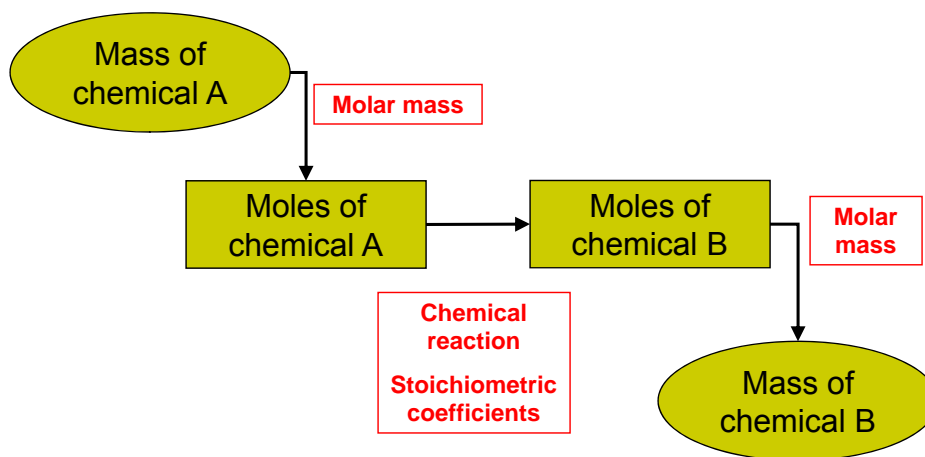 Mass of
chemical A
Molar mass
Moles of
chemical A
Moles of
chemical B
Molar
mass
Chemical
reaction
Stoichiometric
coefficients
Mass of
chemical B